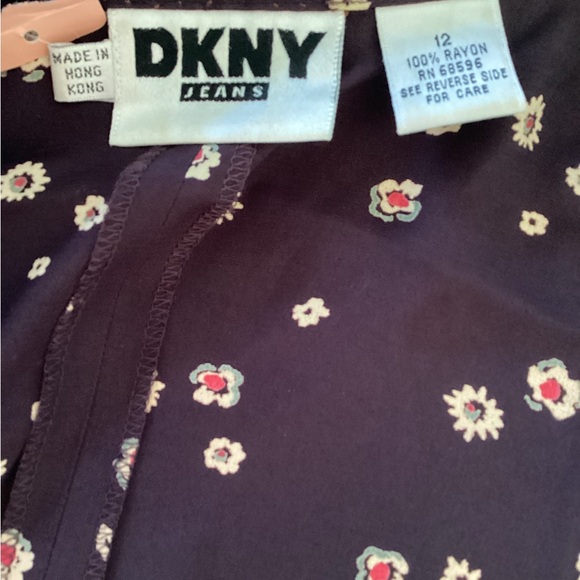 MADE IN
HONG
KONG
DKNY
JEANS
12
100% RAYON
RN 68596
SEE REVERSE SIDE
FOR CARE